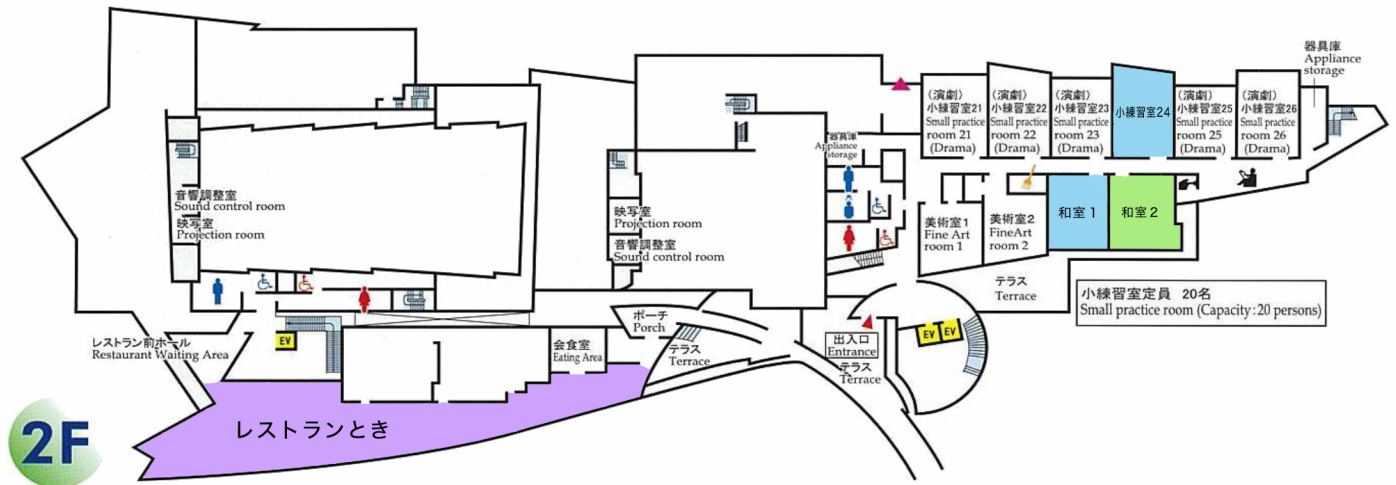 器具庫
Appliance
storage
（演劇）
小練習室21
Small practice
room 21
(Drama)
（演劇）
小練習室22
Small practice
room 22
(Drama)
（演劇）
小練習室23
Small practice
room 23
(Drama)
小練習室24
（演劇）
小練習室25
Small practice
room 25
(Drama)
（演劇）
小練習室26
Small practice
room 26
(Drama)
器具庫
Appliance
storage
音響調整室
Sound control room
映写室
Projection room
映写室
Projection room
音響調整室
Sound control room
美術室1
Fine Art
room 1
美術室2
FineArt
room 2
和室１
和室２
テラス
Terrace
小練習室定員 20名
Small practice room (Capacity:20 persons)
レストラン前ホール
Restaurant Waiting Area
EV
会食室
Eating Area
ポーチ
Porch
テラス
Terrace
出入口
Entrance
テラス
Terrace
EV
EV
レストランとき
2F